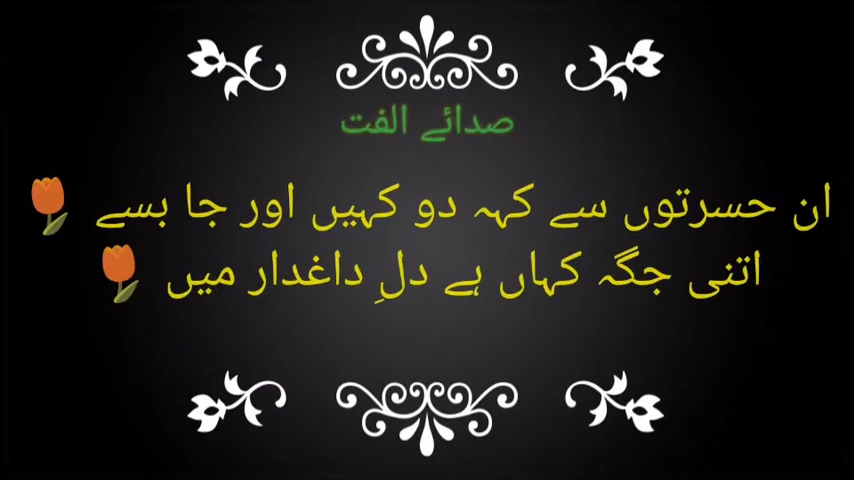 صدائے الفت
ان حسرتوں سے کہہ دو کہیں اور جا بسے 🌷
اتنی جگہ کہاں ہے دلِ داغدار میں 🌷